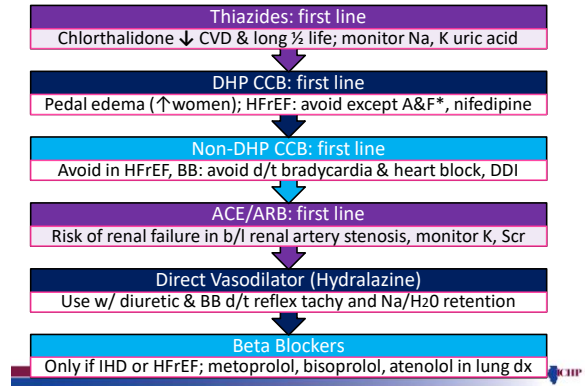 Thiazides: first line
Chlorthalidone ↓ CVD & long ½ life; monitor Na, K uric acid
DHP CCB: first line
Pedal edema (↑women); HFrEF: avoid except A&F*, nifedipine
Non-DHP CCB: first line
Avoid in HFrEF, BB: avoid d/t bradycardia & heart block, DDI
ACE/ARB: first line
Risk of renal failure in b/l renal artery stenosis, monitor K, Scr
Direct Vasodilator (Hydralazine)
Use w/ diuretic & BB d/t reflex tachy and Na/H20 retention
Beta Blockers
Only if IHD or HFrEF; metoprolol, bisoprolol, atenolol in lung dx
ICHP